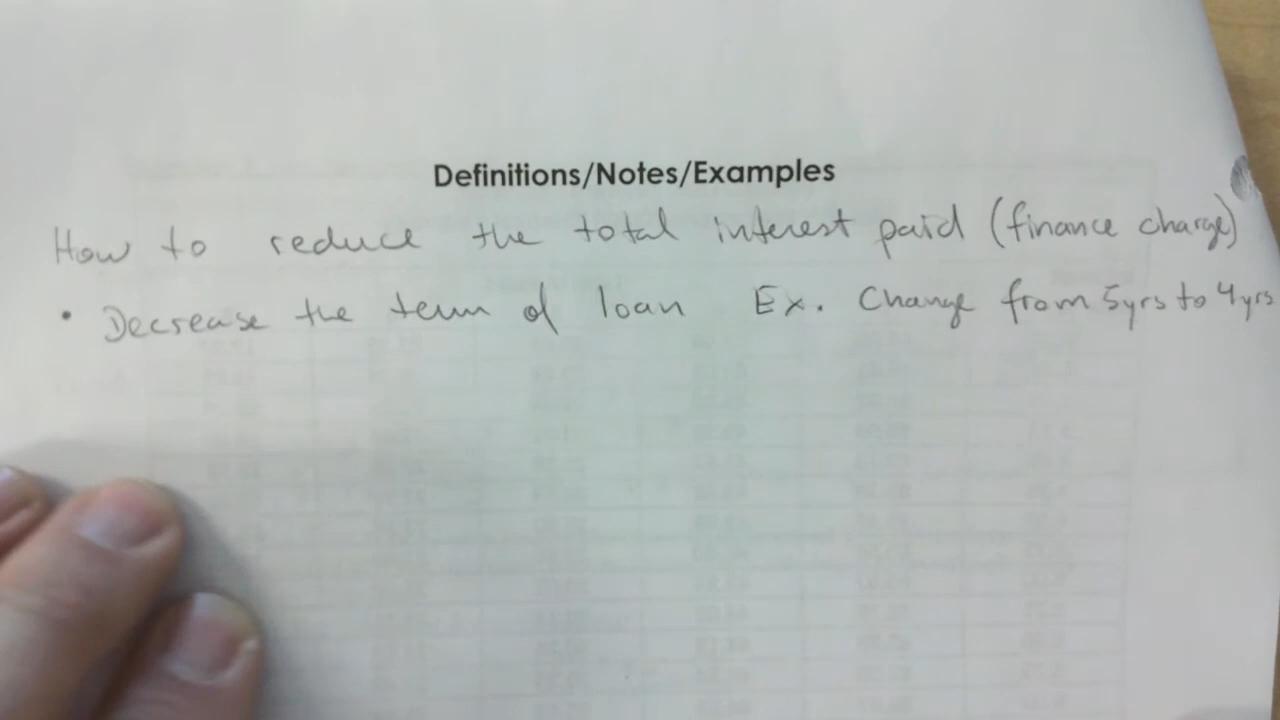 Definitions/Notes/Examples
How to reduce the total interest paid (finance charge)
• Decrease the term of loan Ex. Change from 5yrs to 4yrs